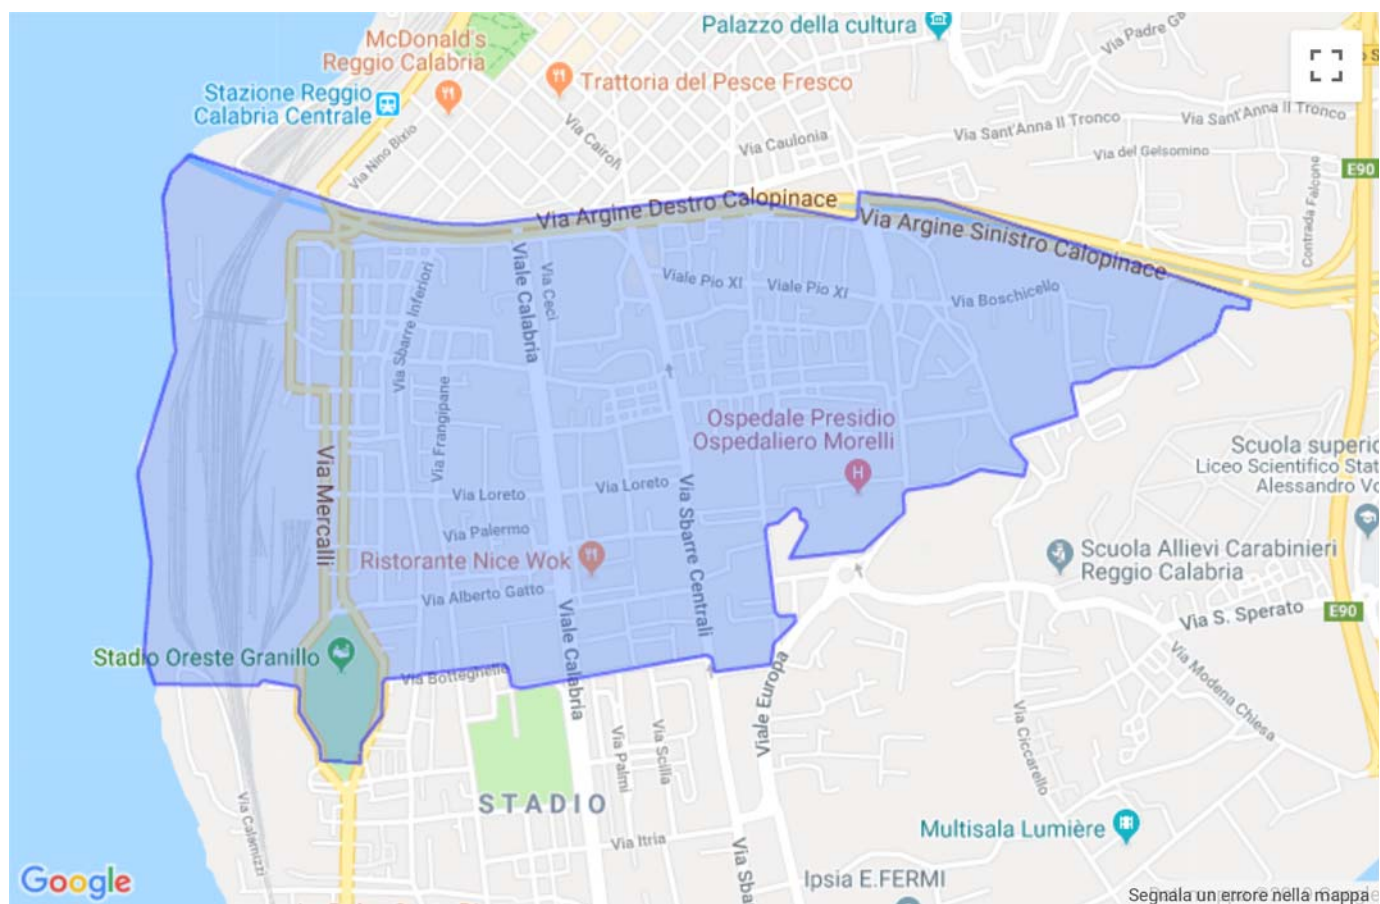 Palazzo della cultura
Via Padre G
McDonald's
Reggio Calabria
Trattoria del Pesce Fresco
Stazione Reggio
Calabria Centrale
Via Nino Bixio
Via Cairoli
Via Caulonia
Via Sant'Anna II Tronco
Via Sant'Anna II Tronco
Via del Gelsomino
E90
Contrada Falcone
Via Argine Destro Calopinace
Via Argine Sinistro Calopinace
Viale Calabria
Via Ceci
Viale Pio XI
Viale Pio XI
Via Boschicello
Via Sbarre Inferiori
Via Frangipane
Ospedale Presidio
Ospedaliero Morelli
H
Scuola superio
Liceo Scientifico Stat
Alessandro Vo
Via Mercalli
Via Loreto
Via Loreto
Via Sbarre Centrali
Via Palermo
Ristorante Nice Wok
Scuola Allievi Carabinieri
Reggio Calabria
Via Alberto Gatto
Viale Calabria
Via S. Sperato
E90
Stadio Oreste Granillo
Via Botteghelle
Viale Europa
Via Modena Chiesa
Via Ciccarello
Via Palmi
Via Scilla
STADIO
Via Calamizzi
Via Itria
Via Sba
Multisala Lumière
Ipsia E.FERMI
Google
Segnala un errore nella mappa